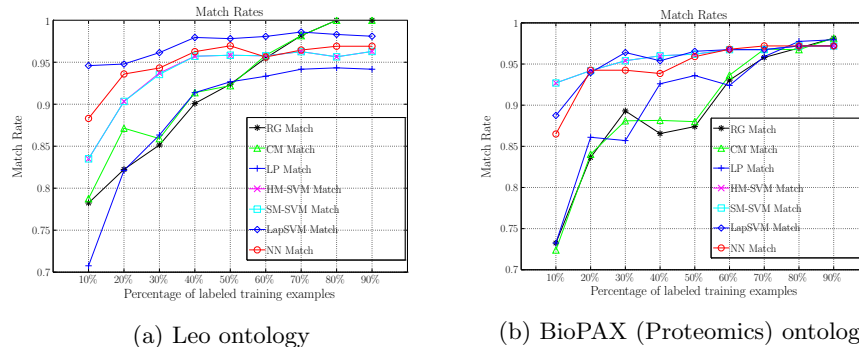 Match Rates
1
0.95
0.9
0.85
0.8
0.75
0.7
Match Rate
RG Match
CM Match
LP Match
HM-SVM Match
SM-SVM Match
LapSVM Match
NN Match
10% 20% 30% 40% 50% 60% 70% 80% 90%
Percentage of labeled training examples
(a) Leo ontology
Match Rates
1
0.95
0.9
0.85
0.8
0.75
0.7
Match Rate
RG Match
CM Match
LP Match
HM-SVM Match
SM-SVM Match
LapSVM Match
NN Match
10% 20% 30% 40% 50% 60% 70% 80% 90%
Percentage of labeled training examples
(b) BioPAX (Proteomics) ontolog